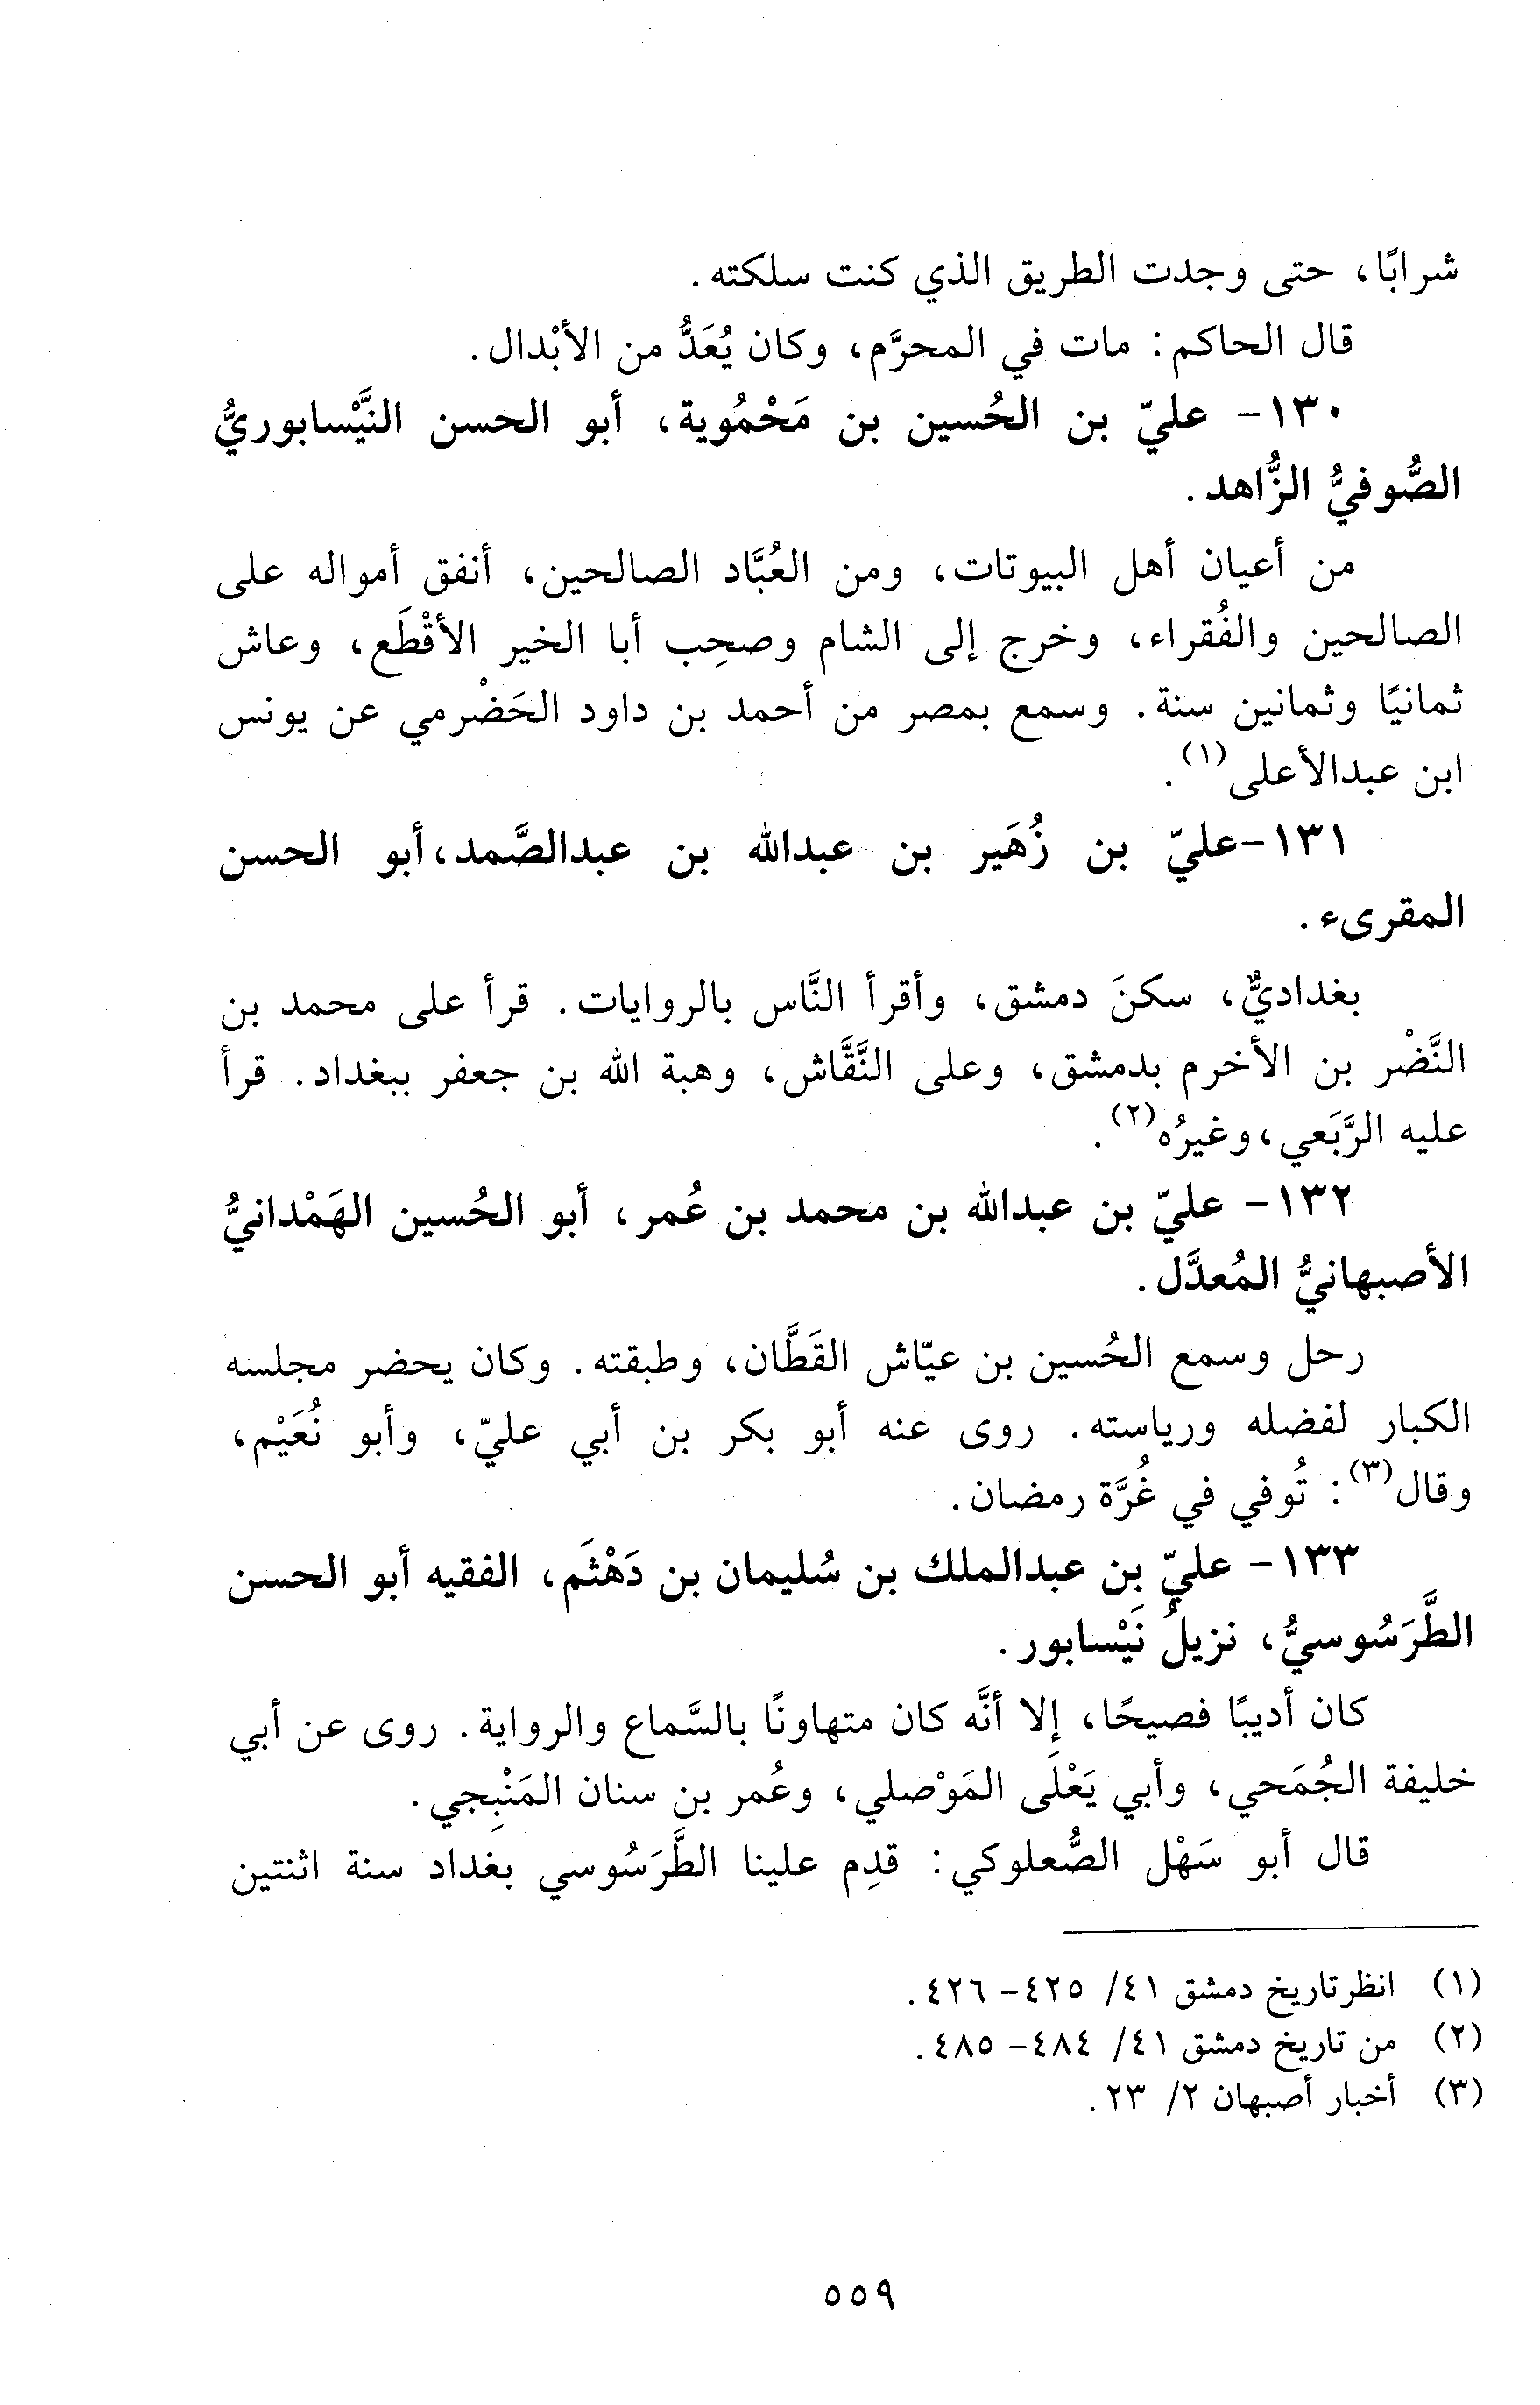 شرابًا، حتى وجدت الطريق الذي كنت سلكته.
قال الحاكم: مات في المحرَّم، وكان يُعَدُّ من الأبْدال.
١٣٠- عليّ بن الحُسين بن مَحْمُوية، أبو الحسن النَّيْسابوريُّ
الصُّوفيُّ الزَّاهد.
من أعيان أهل البيوتات، ومن العُبَّاد الصالحين، أنفق أمواله على
الصالحين والفُقراء، وخرج إلى الشام وصحِب أبا الخير الأقْطَع، وعاش
ثمانيًا وثمانين سنة. وسمع بمصر من أحمد بن داود الحَضْرمي عن يونس
ابن عبدالأعلى(١).
١٣١-عليّ بن زُهَير بن عبدالله بن عبدالصَّمد،أبو الحسن
المقرىء.
بغداديٌّ، سكنَ دمشق، وأقرأ النَّاس بالروايات. قرأ على محمد بن
النَّضْر بن الأخرم بدمشق، وعلى النَّقَّاش، وهبة الله بن جعفر ببغداد. قرأ
عليه الرَّبَعي،وغيرُه(٢).
١٣٢- عليّ بن عبدالله بن محمد بن عُمر، أبو الحُسين الهَمْدانيُّ
الأصبهانيُّ المُعدَّل.
رحل وسمع الحُسين بن عيّاش القَطَّان، وطبقته. وكان يحضر مجلسه
الكبار لفضله ورياسته. روى عنه أبو بكر بن أبي عليّ، وأبو نُعَيْم،
وقال(٣): تُوفي في غُرَّة رمضان.
١٣٣- عليّ بن عبدالملك بن سُليمان بن دَهْثَم، الفقيه أبو الحسن
الطَّرَسُوسيُّ، نزيلُ نَيْسابور.
كان أديبًا فصيحًا، إلا أنَّه كان متهاونًا بالسَّماع والرواية. روى عن أبي
خليفة الجُمَحي، وأبي يَعْلَى المَوْصلي، وعُمر بن سنان المَنْبِجي.
قال أبو سَهْل الصُّعلوكي: قدِم علينا الطَّرَسُوسي بغداد سنة اثنتين
(١) انظرتاريخ دمشق ٤١/ ٤٢٥- ٤٢٦.
(٢) من تاريخ دمشق ٤١/ ٤٨٤- ٤٨٥.
(٣) أخبار أصبهان ٢/ ٢٣.
٥٥٩